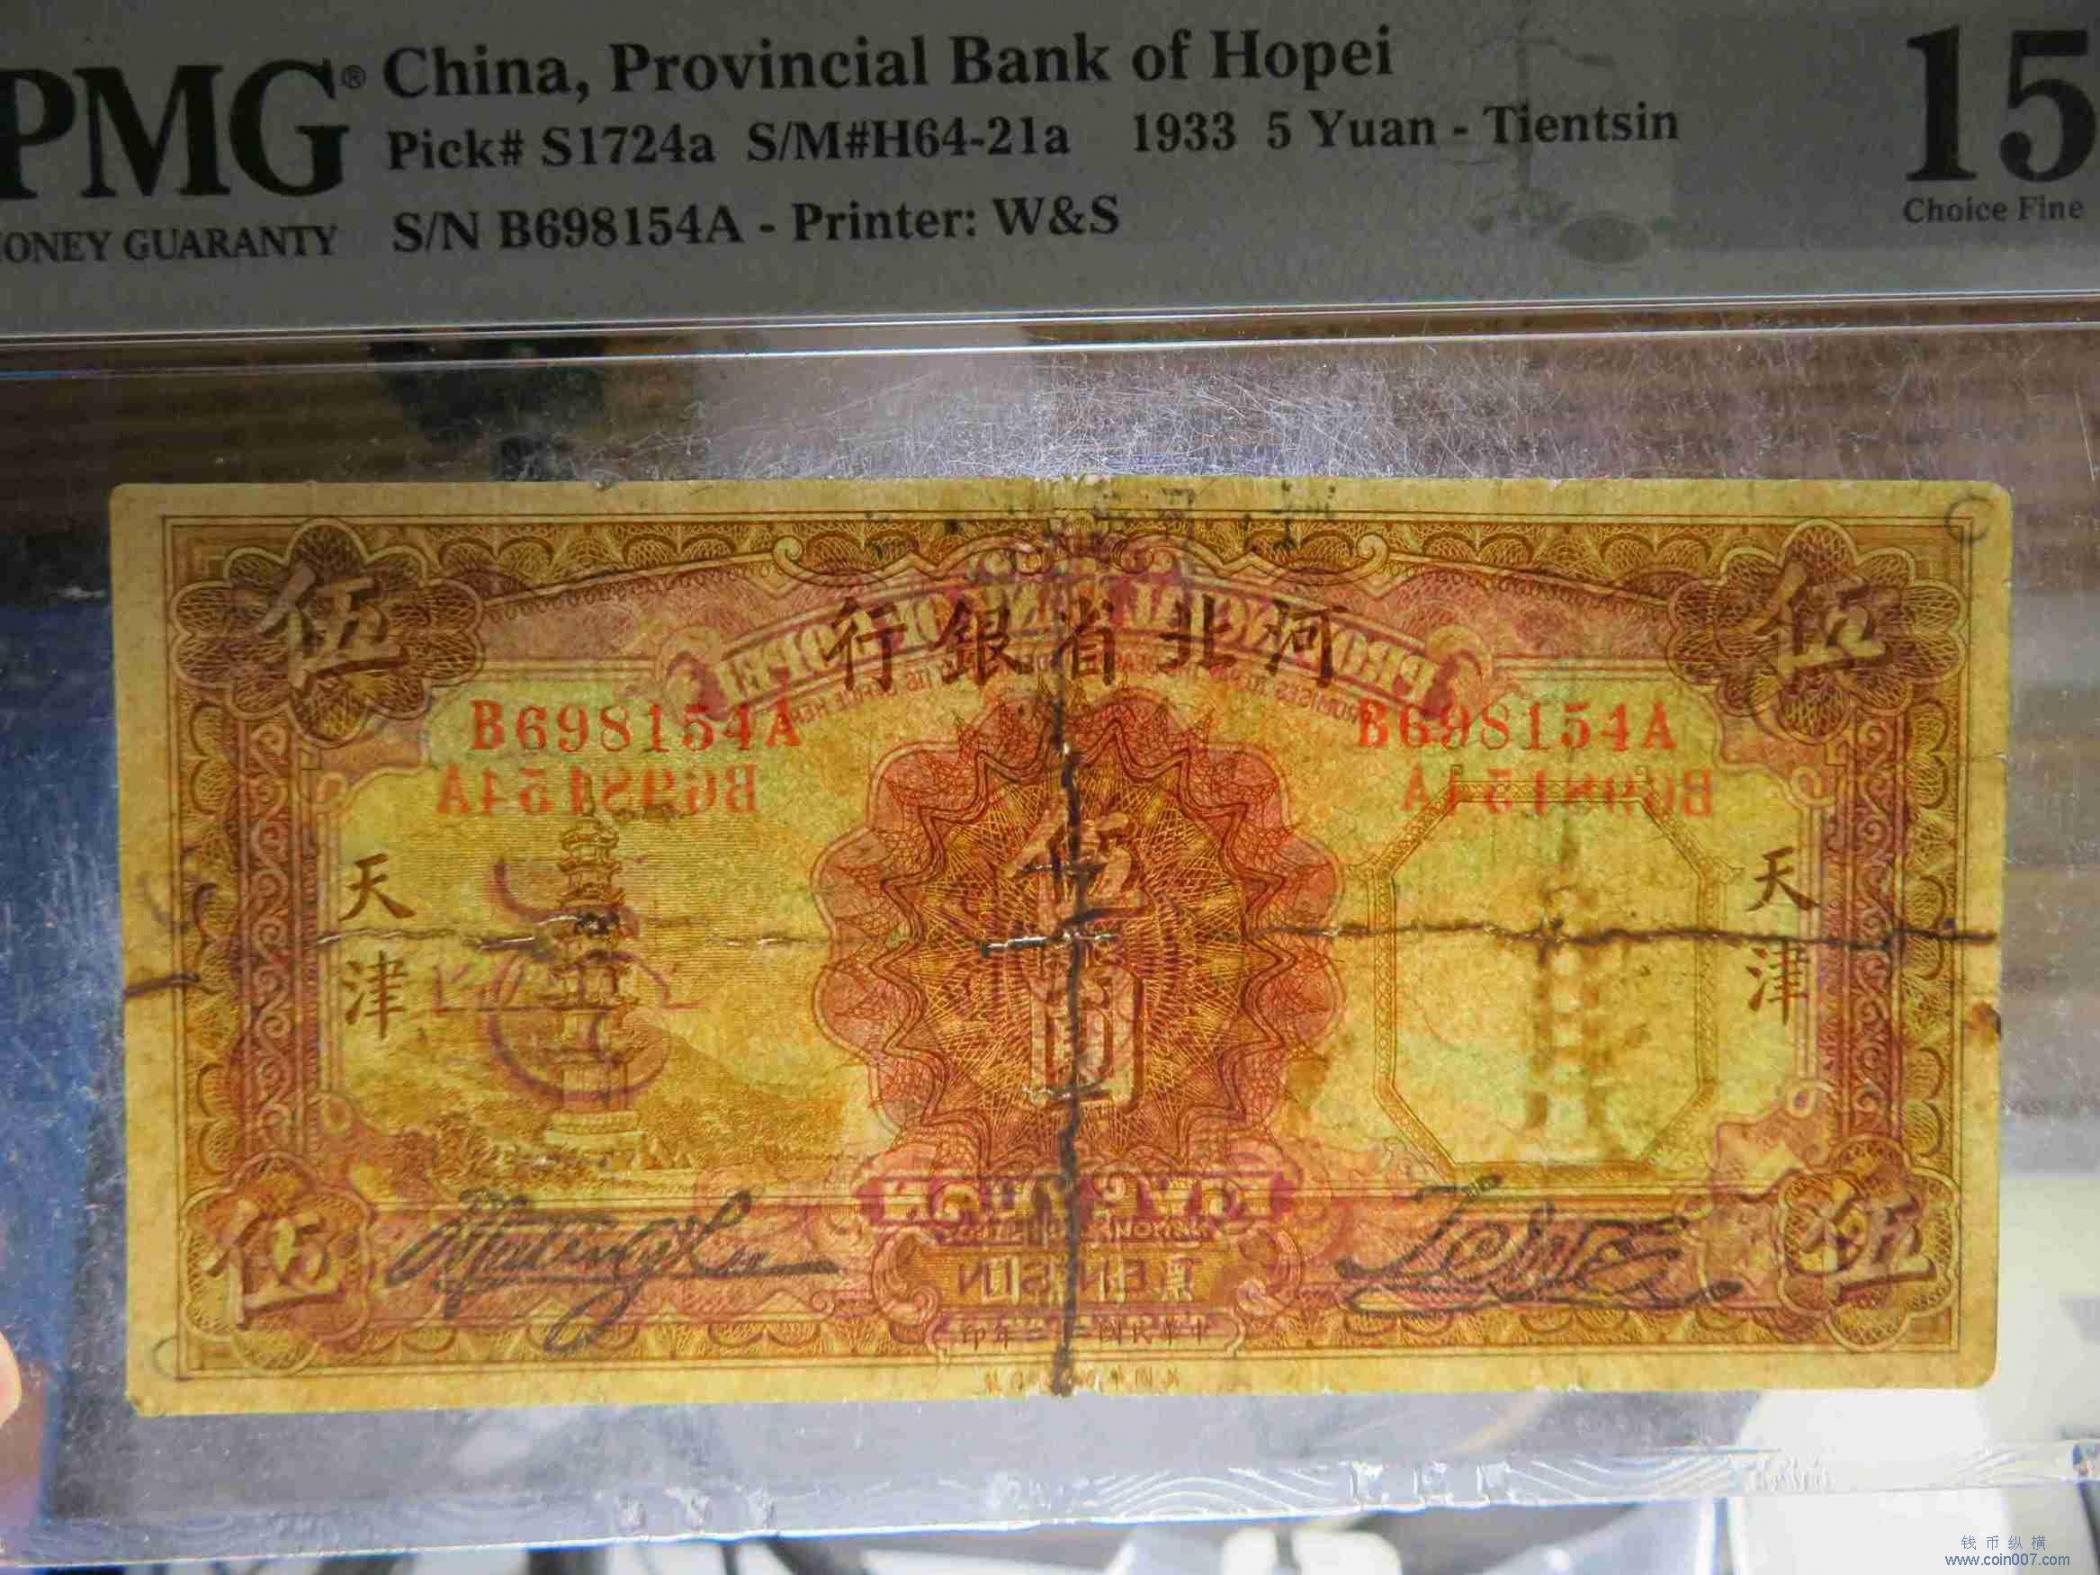 PMG® China, Provincial Bank of Hopei 15
Pick# S1724a S/M#H64-21a 1933 5 Yuan - Tientsin
Choice Fine
S/N B698154A - Printer: W&S
ONEY GUARANTY
伍 伍
行銀省北河
B698154A B698154A
天津 伍圓 天津
伍 伍
钱币纵横
www.coin007.com